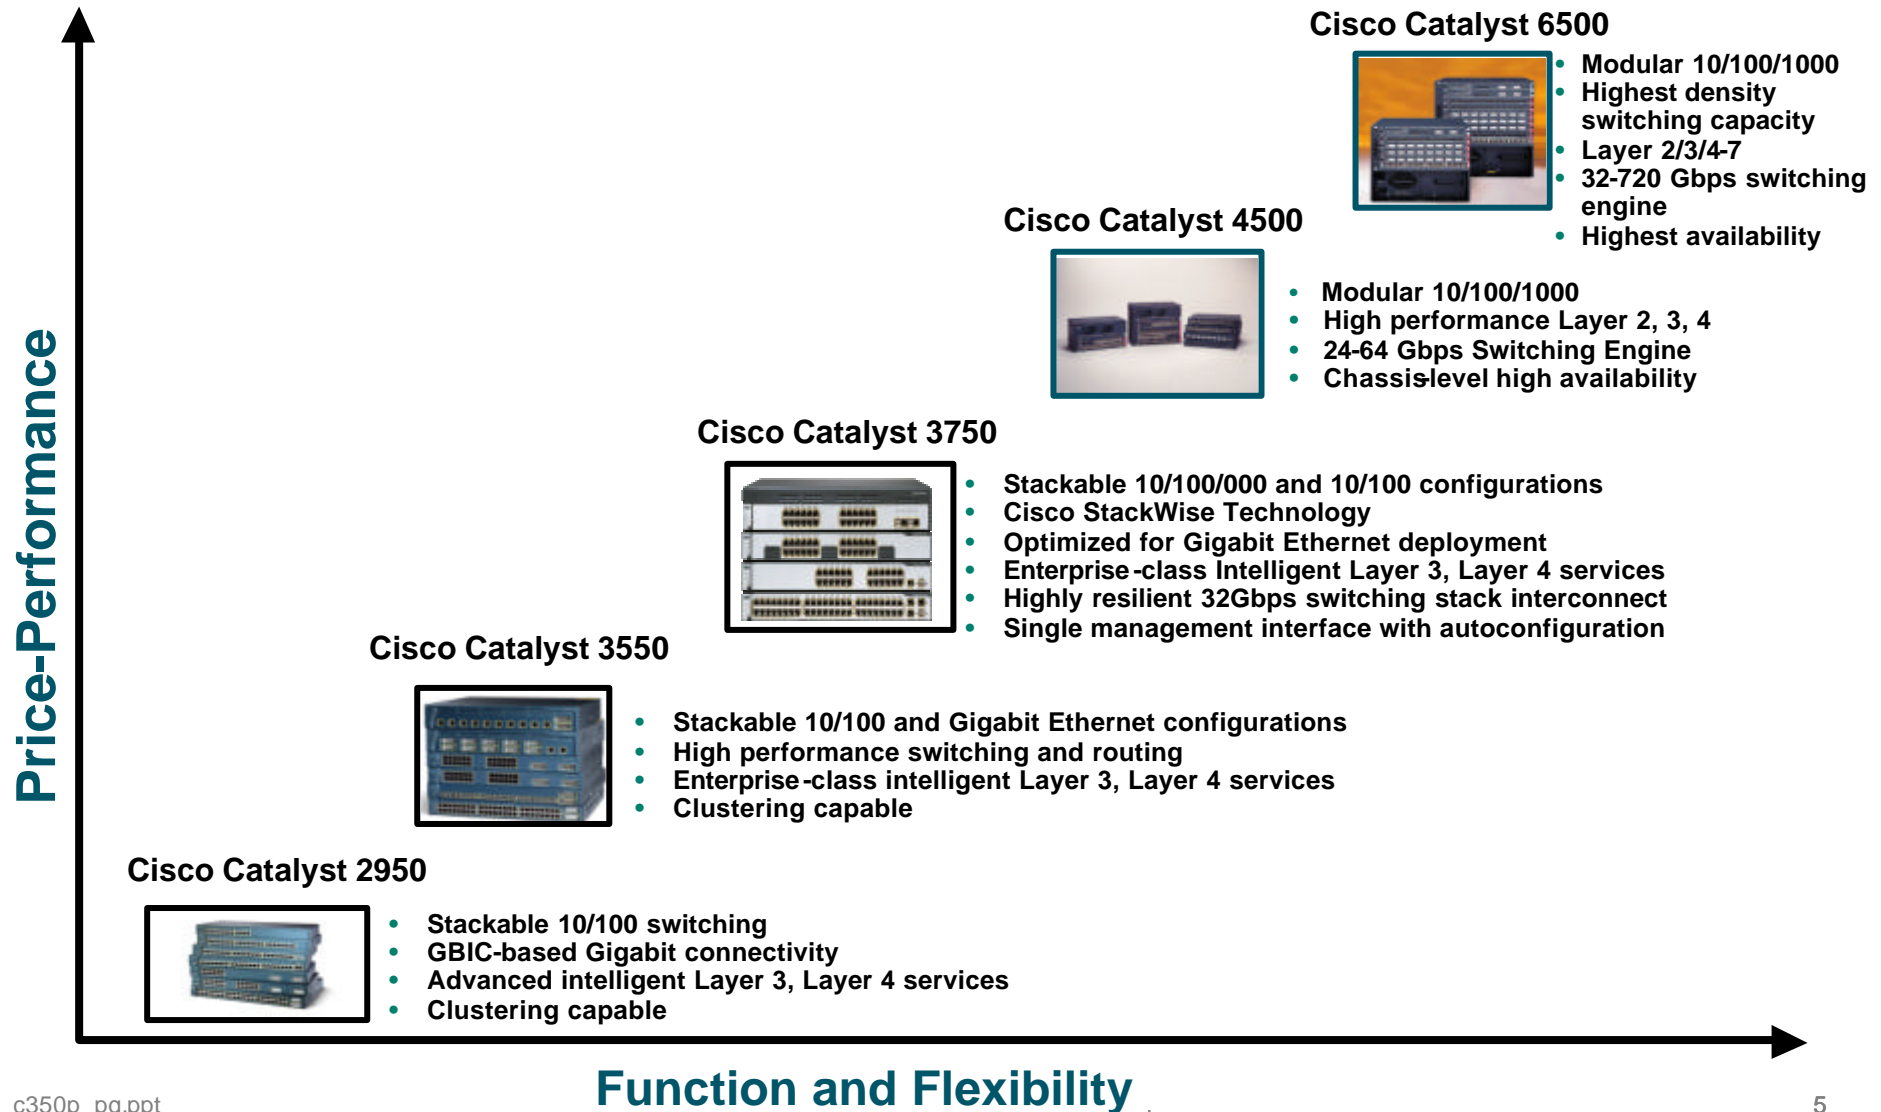 Cisco Catalyst 6500
• Modular 10/100/1000
• Highest density
switching capacity
• Layer 2/3/4-7
• 32-720 Gbps switching
engine
• Highest availability
Cisco Catalyst 4500
• Modular 10/100/1000
• High performance Layer 2, 3, 4
• 24-64 Gbps Switching Engine
• Chassis-level high availability
Cisco Catalyst 3750
• Stackable 10/100/000 and 10/100 configurations
• Cisco StackWise Technology
• Optimized for Gigabit Ethernet deployment
• Enterprise-class Intelligent Layer 3, Layer 4 services
• Highly resilient 32Gbps switching stack interconnect
• Single management interface with autoconfiguration
Cisco Catalyst 3550
• Stackable 10/100 and Gigabit Ethernet configurations
• High performance switching and routing
• Enterprise-class intelligent Layer 3, Layer 4 services
• Clustering capable
Cisco Catalyst 2950
• Stackable 10/100 switching
• GBIC-based Gigabit connectivity
• Advanced intelligent Layer 3, Layer 4 services
• Clustering capable
Price-Performance
Function and Flexibility
c350p_pg.ppt
5